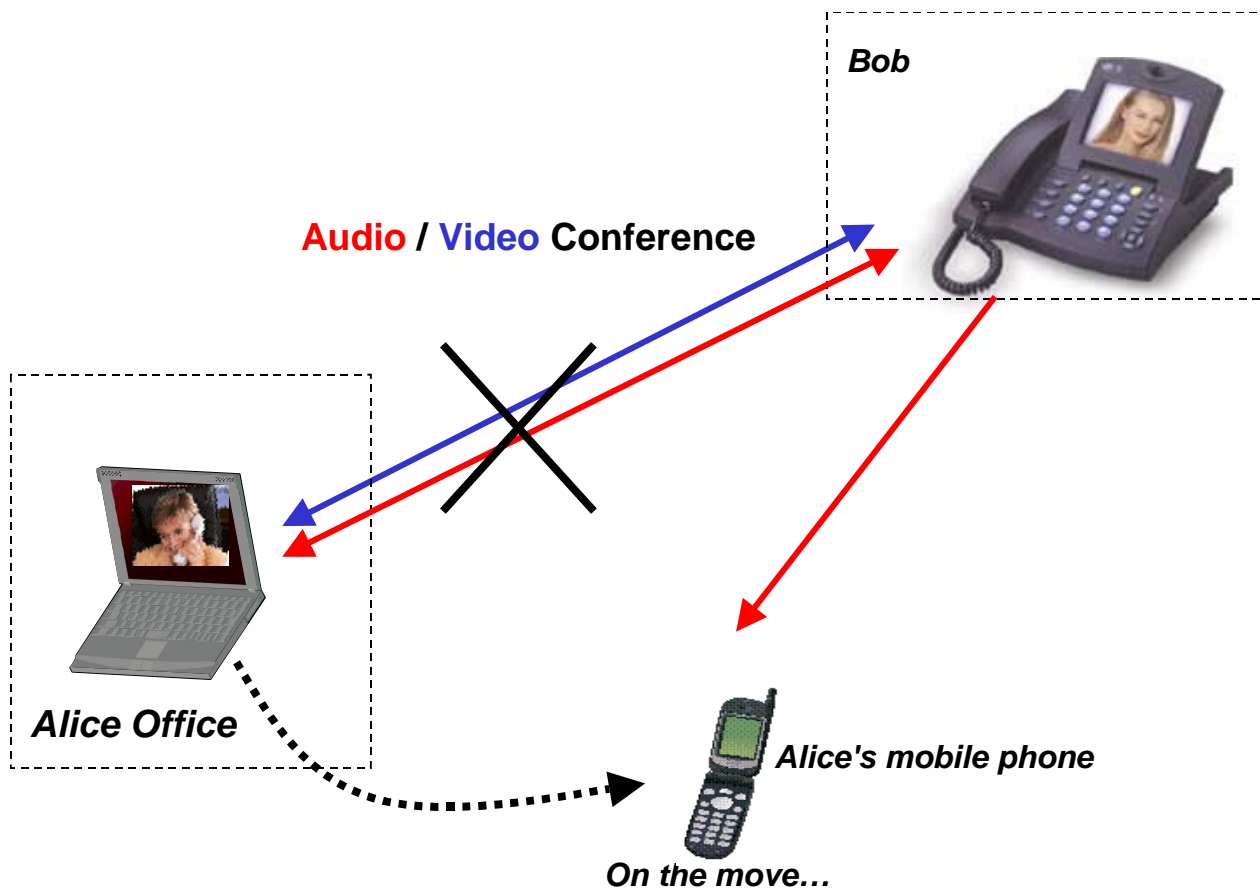 Bob
Audio / Video Conference
Alice Office
Alice's mobile phone
On the move…